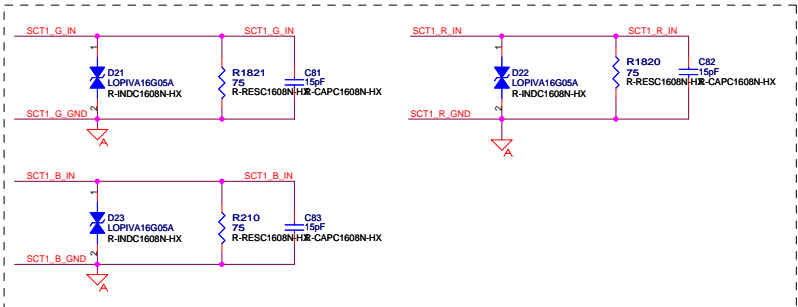 SCT1_G_IN
SCT1_G_IN
1
D21
LOPIVA16G05A
R-INDC1608N-HX
2
R1821
75
R-RESC1608N-HX
C81
15pF
R-CAPC1608N-HX
SCT1_G_GND
A
SCT1_R_IN
SCT1_R_IN
1
D22
LOPIVA16G05A
R-INDC1608N-HX
2
R1820
75
R-RESC1608N-HX
C82
15pF
R-CAPC1608N-HX
SCT1_R_GND
A
SCT1_B_IN
SCT1_B_IN
1
D23
LOPIVA16G05A
R-INDC1608N-HX
2
R210
75
R-RESC1608N-HX
C83
15pF
R-CAPC1608N-HX
SCT1_B_GND
A